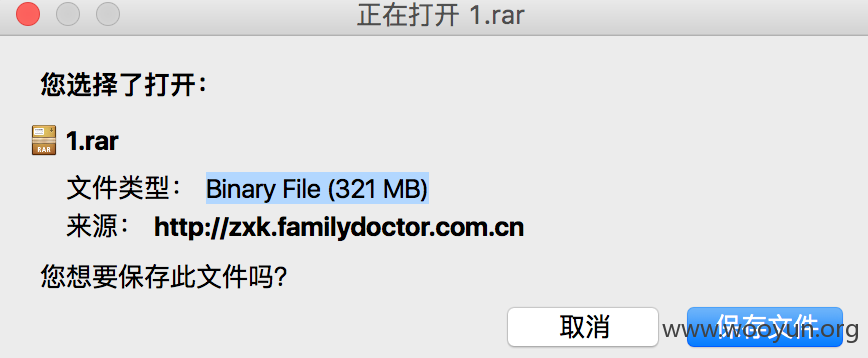 正在打开 1.rar
您选择了打开：
RAR
1.rar
文件类型： Binary File (321 MB)
来源： http://zxk.familydoctor.com.cn
您想要保存此文件吗?
取消
保存文件
www.wooyun.org